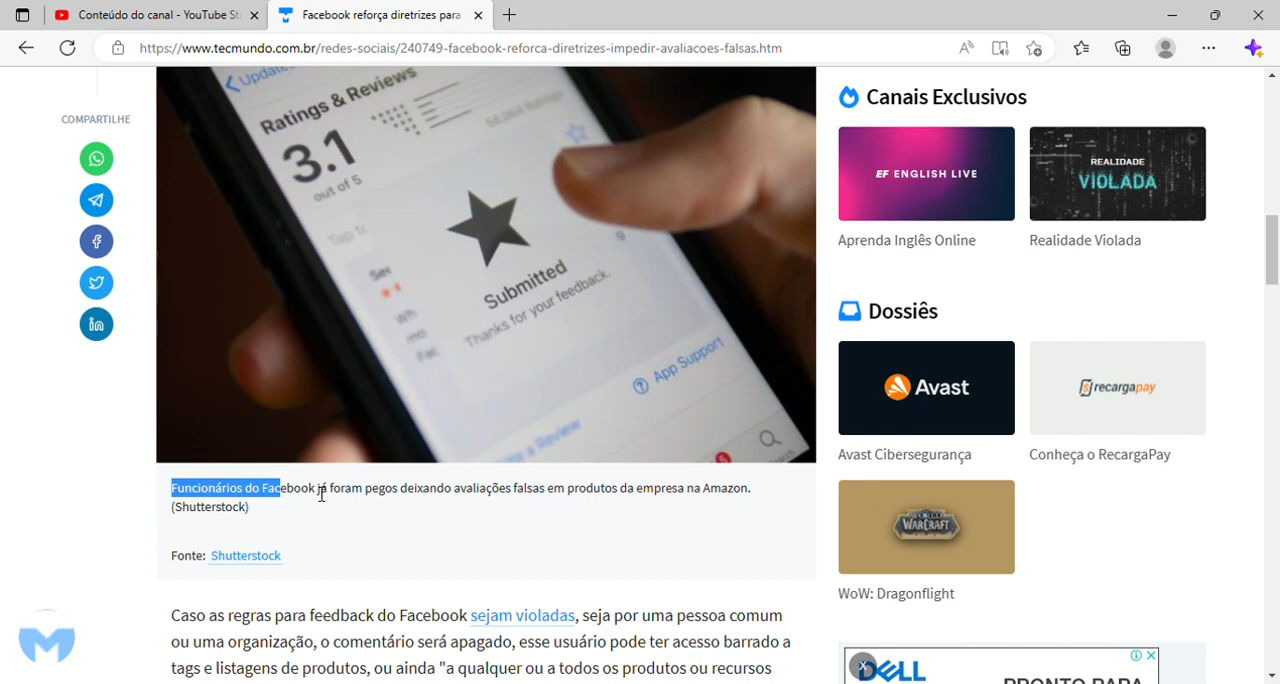 Conteúdo do canal - YouTube St
Facebook reforça diretrizes para
https://www.tecmundo.com.br/redes-sociais/240749-facebook-reforca-diretrizes-impedir-avaliacoes-falsas.htm
COMPARTILHE
Ratings & Reviews
3.1
out of 5
Submitted
Thanks for your feedback.
App Support
Funcionários do Facebook já foram pegos deixando avaliações falsas em produtos da empresa na Amazon.
(Shutterstock)
Fonte: Shutterstock
Caso as regras para feedback do Facebook sejam violadas, seja por uma pessoa comum
ou uma organização, o comentário será apagado, esse usuário pode ter acesso barrado a
tags e listagens de produtos, ou ainda "a qualquer ou a todos os produtos ou recursos
Canais Exclusivos
EF ENGLISH LIVE
REALIDADE
VIOLADA
Aprenda Inglês Online
Realidade Violada
Dossiês
Avast
recargapay
Avast Cibersegurança
Conheça o RecargaPay
WORLD
WARCRAFT
WoW: Dragonflight
DELL
PRONTO PARA